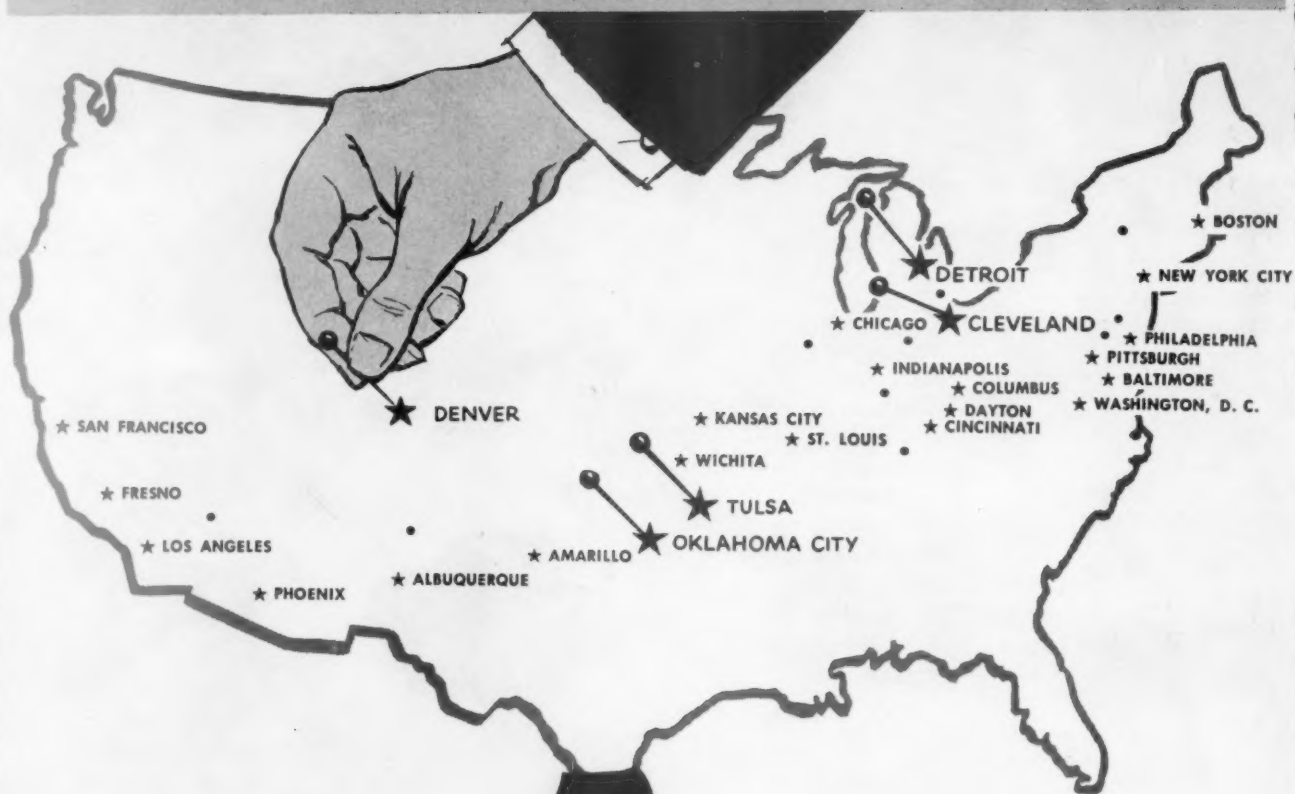 BOSTON
DETROIT
NEW YORK CITY
CHICAGO
CLEVELAND
PHILADELPHIA
PITTSBURGH
INDIANAPOLIS
COLUMBUS
BALTIMORE
DENVER
DAYTON
WASHINGTON, D. C.
KANSAS CITY
CINCINNATI
SAN FRANCISCO
ST. LOUIS
WICHITA
FRESNO
TULSA
OKLAHOMA CITY
LOS ANGELES
AMARILLO
ALBUQUERQUE
PHOENIX